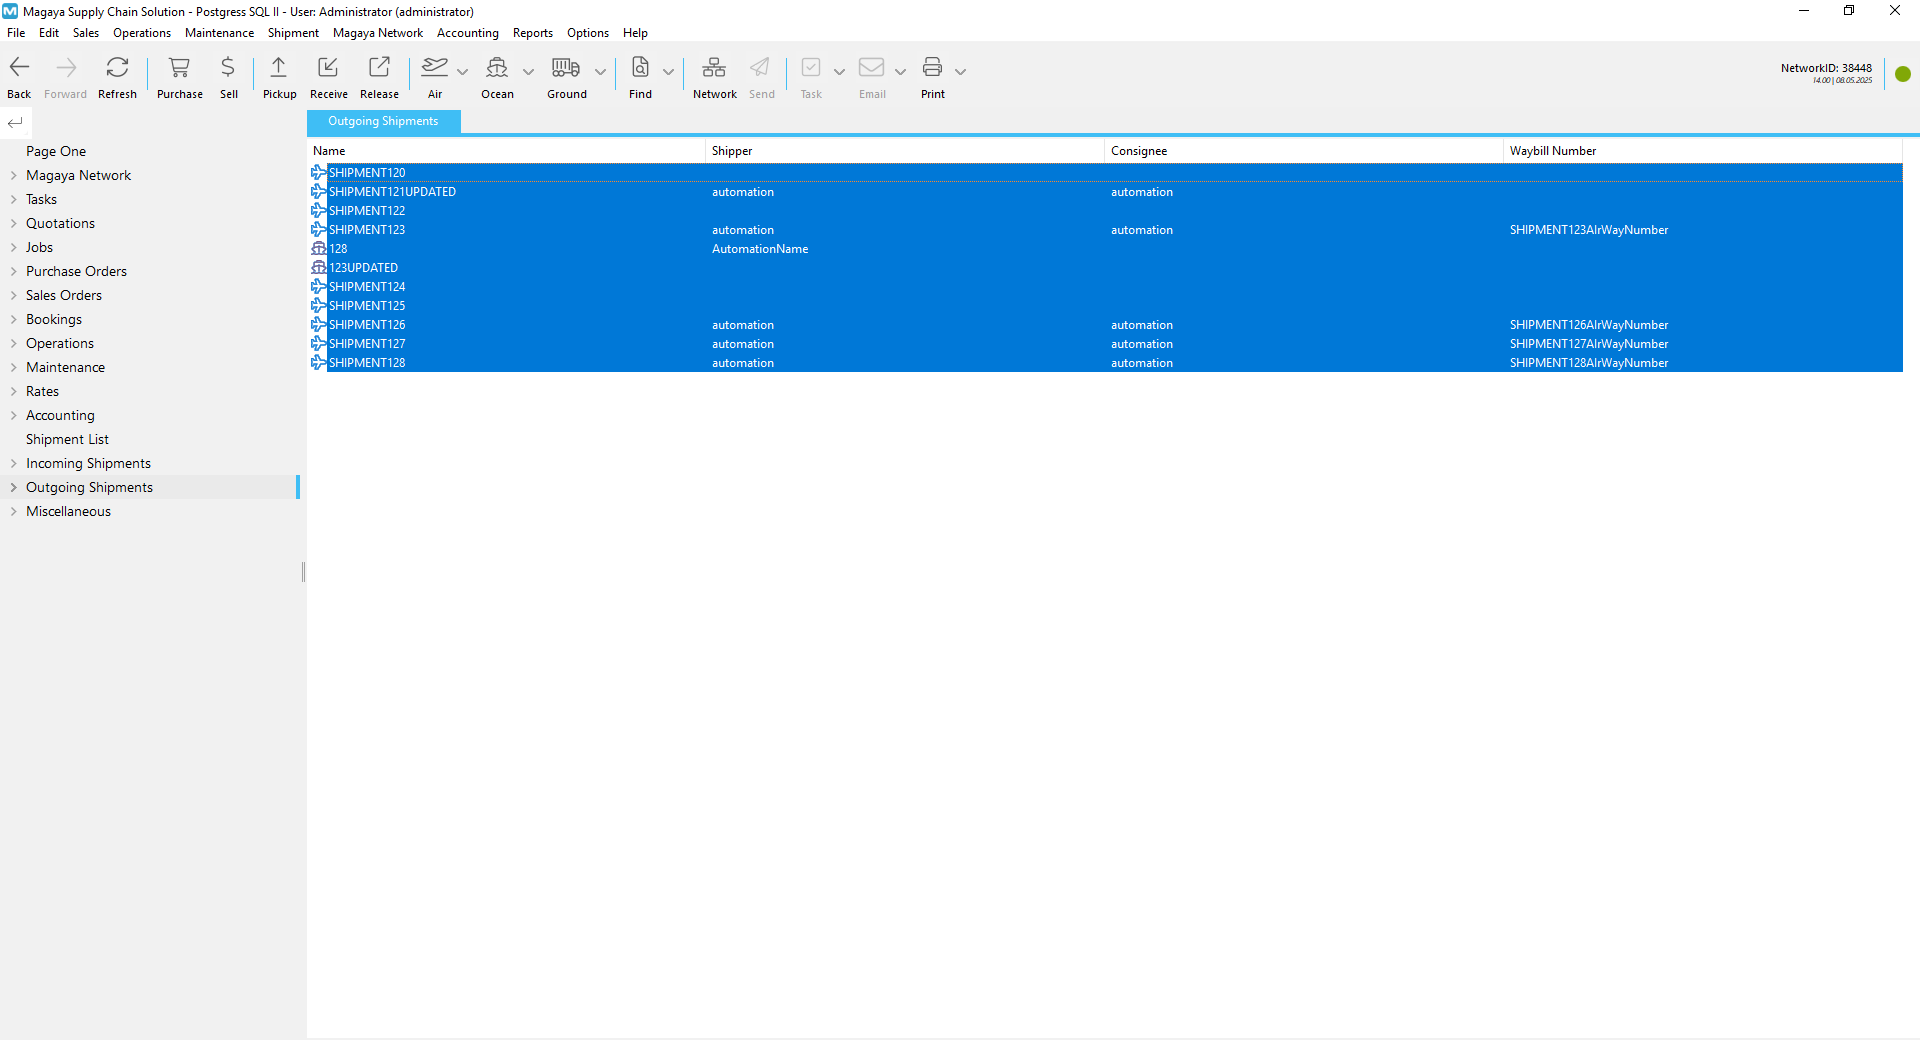 Magaya Supply Chain Solution - Postgress SQL II - User: Administrator (administrator)
File Edit Sales Operations Maintenance Shipment Magaya Network Accounting Reports Options Help
Back Forward Refresh Purchase Sell Pickup Receive Release Air Ocean Ground Find Network Send Task Email Print
NetworkID: 38448
14.00 | 08.05.2025
Page One
Magaya Network
Tasks
Quotations
Jobs
Purchase Orders
Sales Orders
Bookings
Operations
Maintenance
Rates
Accounting
Shipment List
Incoming Shipments
Outgoing Shipments
Miscellaneous
Outgoing Shipments
Name Shipper Consignee Waybill Number
SHIPMENT120
SHIPMENT121UPDATED automation automation
SHIPMENT122
SHIPMENT123 automation automation SHIPMENT123AIrWayNumber
128 AutomationName
123UPDATED
SHIPMENT124
SHIPMENT125
SHIPMENT126 automation automation SHIPMENT126AIrWayNumber
SHIPMENT127 automation automation SHIPMENT127AIrWayNumber
SHIPMENT128 automation automation SHIPMENT128AIrWayNumber